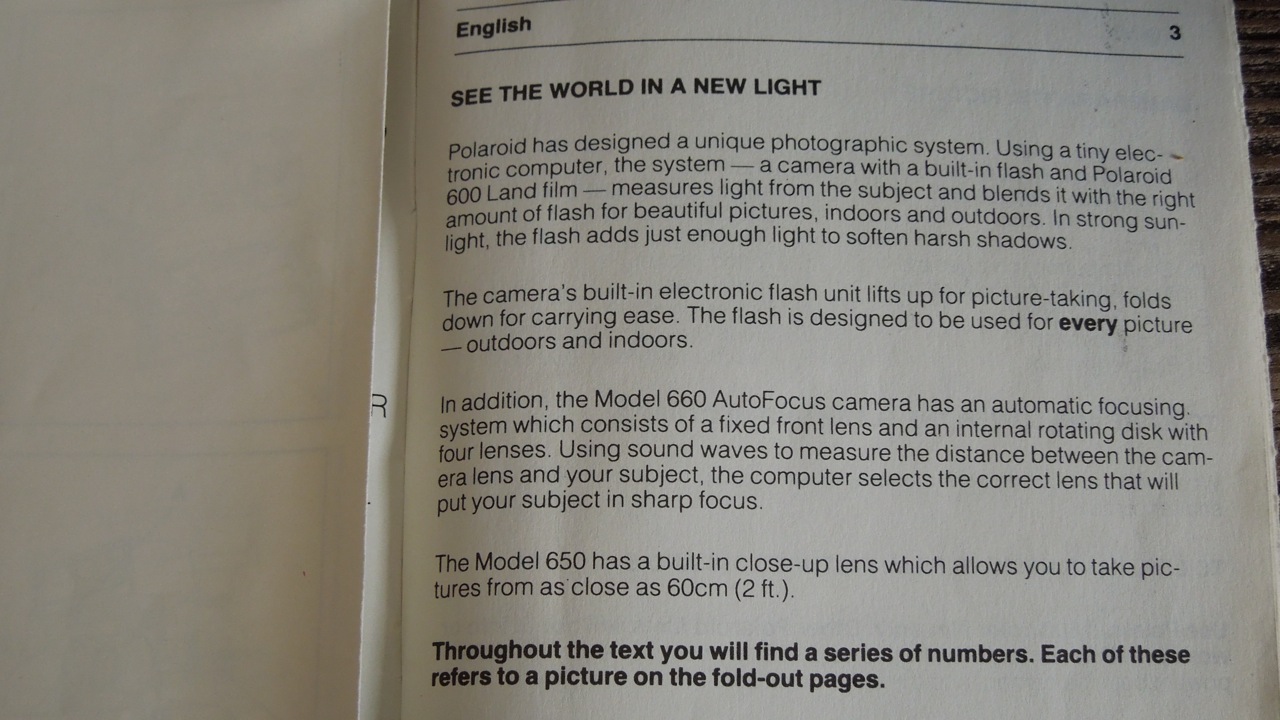 English
3
SEE THE WORLD IN A NEW LIGHT
Polaroid has designed a unique photographic system. Using a tiny elec-
tronic computer, the system — a camera with a built-in flash and Polaroid
600 Land film — measures light from the subject and blends it with the right
amount of flash for beautiful pictures, indoors and outdoors. In strong sun-
light, the flash adds just enough light to soften harsh shadows.
The camera's built-in electronic flash unit lifts up for picture-taking, folds
down for carrying ease. The flash is designed to be used for every picture
— outdoors and indoors.
In addition, the Model 660 AutoFocus camera has an automatic focusing
system which consists of a fixed front lens and an internal rotating disk with
four lenses. Using sound waves to measure the distance between the cam-
era lens and your subject, the computer selects the correct lens that will
put your subject in sharp focus.
The Model 650 has a built-in close-up lens which allows you to take pic-
tures from as close as 60cm (2 ft.).
Throughout the text you will find a series of numbers. Each of these
refers to a picture on the fold-out pages.
R